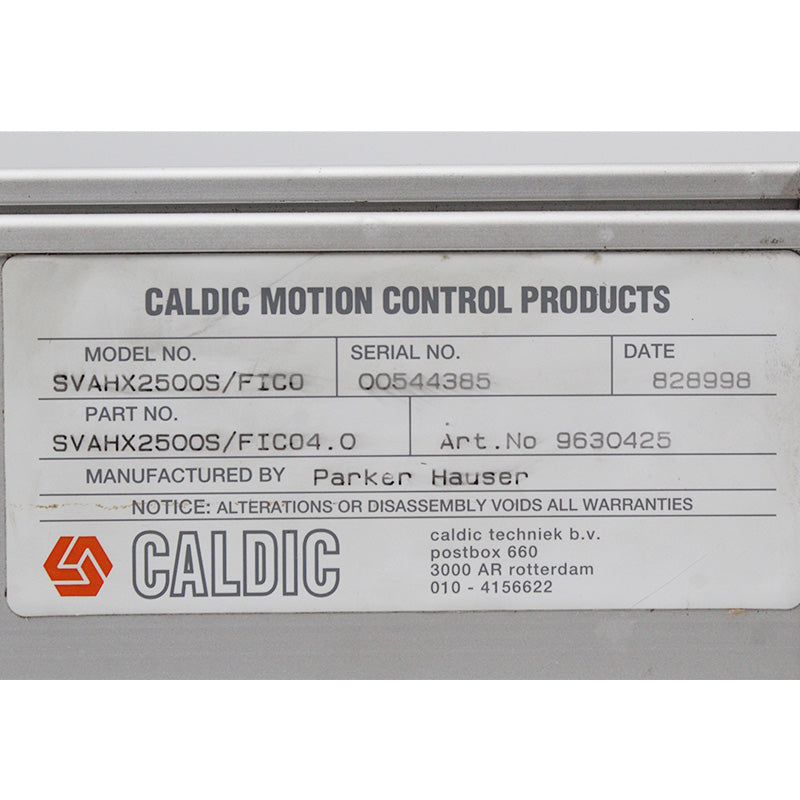 CALDIC MOTION CONTROL PRODUCTS
MODEL NO. SERIAL NO. DATE
SVAHX2500S/FIC0 00544385 828998
PART NO.
SVAHX2500S/FIC04.0 Art.No 9630425
MANUFACTURED BY Parker Hauser
NOTICE: ALTERATIONS OR DISASSEMBLY VOIDS ALL WARRANTIES
CALDIC
caldic techniek b.v.
postbox 660
3000 AR rotterdam
010 - 4156622